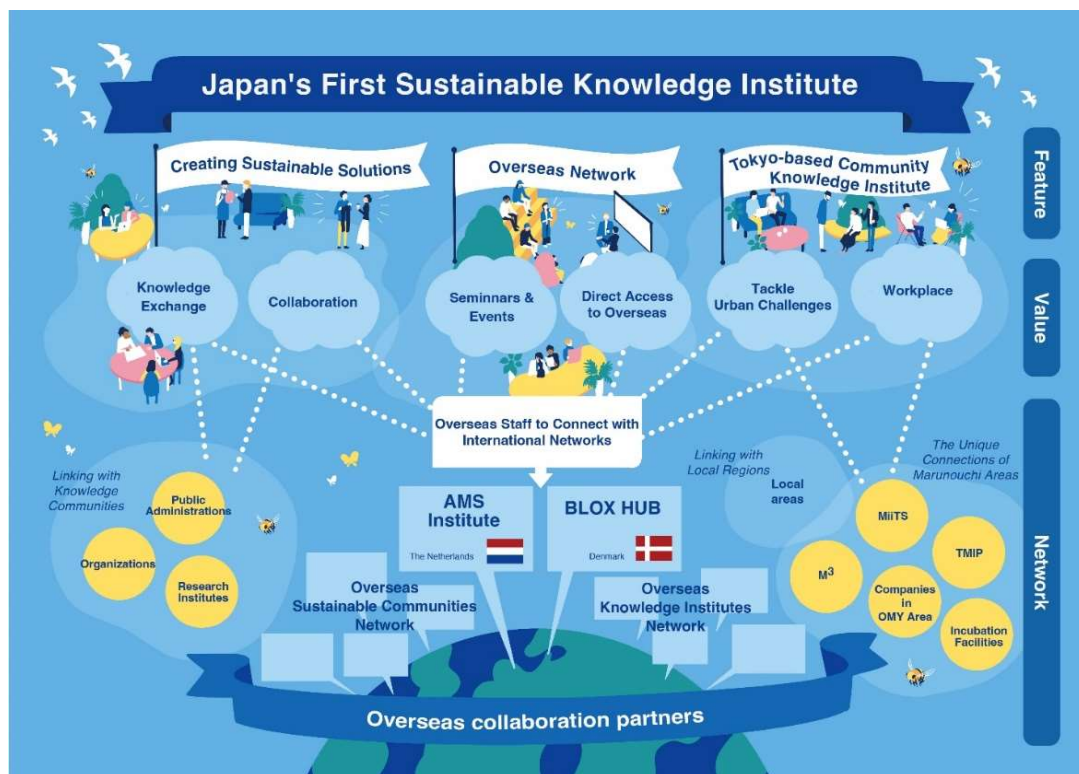 Japan's First Sustainable Knowledge Institute
Creating Sustainable Solutions
Overseas Network
Tokyo-based Community
Knowledge Institute
Feature
Knowledge
Exchange
Collaboration
Seminnars &
Events
Direct Access
to Overseas
Tackle
Urban Challenges
Workplace
Value
Overseas Staff to Connect with
International Networks
Linking with
Knowledge
Communities
Public
Administrations
Organizations
Research
Institutes
AMS
Institute
The Netherlands
BLOX HUB
Denmark
Overseas
Sustainable Communities
Network
Overseas
Knowledge Institutes
Network
Linking with
Local Regions
Local
areas
The Unique
Connections of
Marunouchi Areas
MiiTS
TMIP
M³
Companies
in
OMY Area
Incubation
Facilities
Network
Overseas collaboration partners